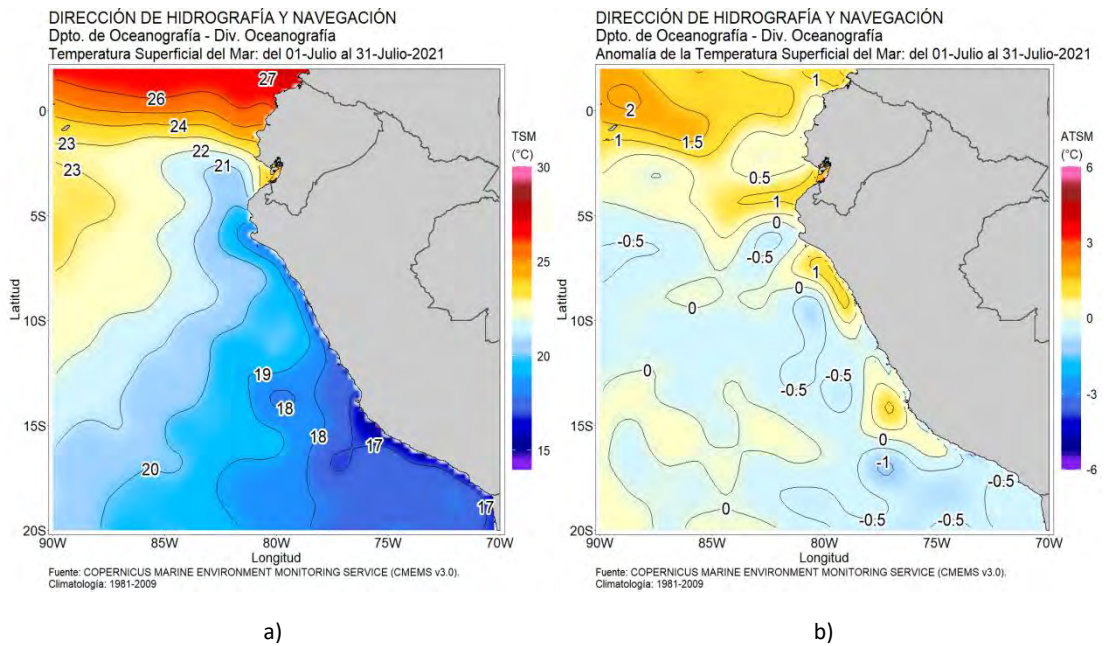 DIRECCIÓN DE HIDROGRAFÍA Y NAVEGACIÓN
Dpto. de Oceanografía - Div. Oceanografía
Temperatura Superficial del Mar: del 01-Julio al 31-Julio-2021
27
26
24
23
22
21
23
19
18
18
17
20
17
0
5S
10S
15S
20S
Latitud
90W
85W
80W
75W
70W
Longitud
TSM
(°C)
30
25
20
15
Fuente: COPERNICUS MARINE ENVIRONMENT MONITORING SERVICE (CMEMS v3.0).
Climatología: 1981-2009
a)
DIRECCIÓN DE HIDROGRAFÍA Y NAVEGACIÓN
Dpto. de Oceanografía - Div. Oceanografía
Anomalía de la Temperatura Superficial del Mar: del 01-Julio al 31-Julio-2021
1
2
1
1.5
0.5
1
0
-0.5
-0.5
1
0
0
0
-0.5
-0.5
0
-1
-0.5
0
-0.5
-0.5
0
5S
10S
15S
20S
Latitud
90W
85W
80W
75W
70W
Longitud
ATSM
(°C)
6
3
0
-3
-6
Fuente: COPERNICUS MARINE ENVIRONMENT MONITORING SERVICE (CMEMS v3.0).
Climatología: 1981-2009
b)